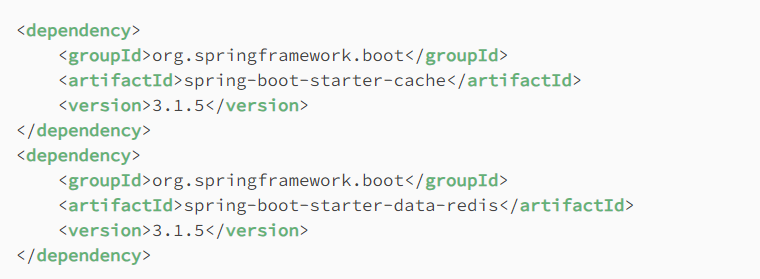 <dependency>
    <groupId>org.springframework.boot</groupId>
    <artifactId>spring-boot-starter-cache</artifactId>
    <version>3.1.5</version>
</dependency>
<dependency>
    <groupId>org.springframework.boot</groupId>
    <artifactId>spring-boot-starter-data-redis</artifactId>
    <version>3.1.5</version>
</dependency>